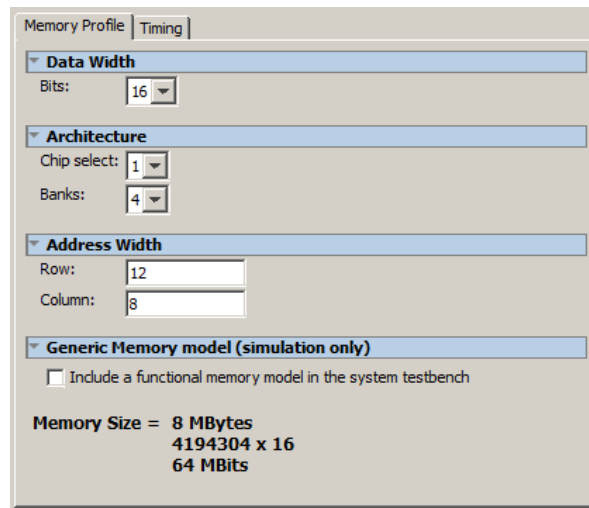 Memory Profile Timing
Data Width
Bits: 16
Architecture
Chip select: 1
Banks: 4
Address Width
Row: 12
Column: 8
Generic Memory model (simulation only)
Include a functional memory model in the system testbench
Memory Size = 8 MBytes
4194304 x 16
64 MBits